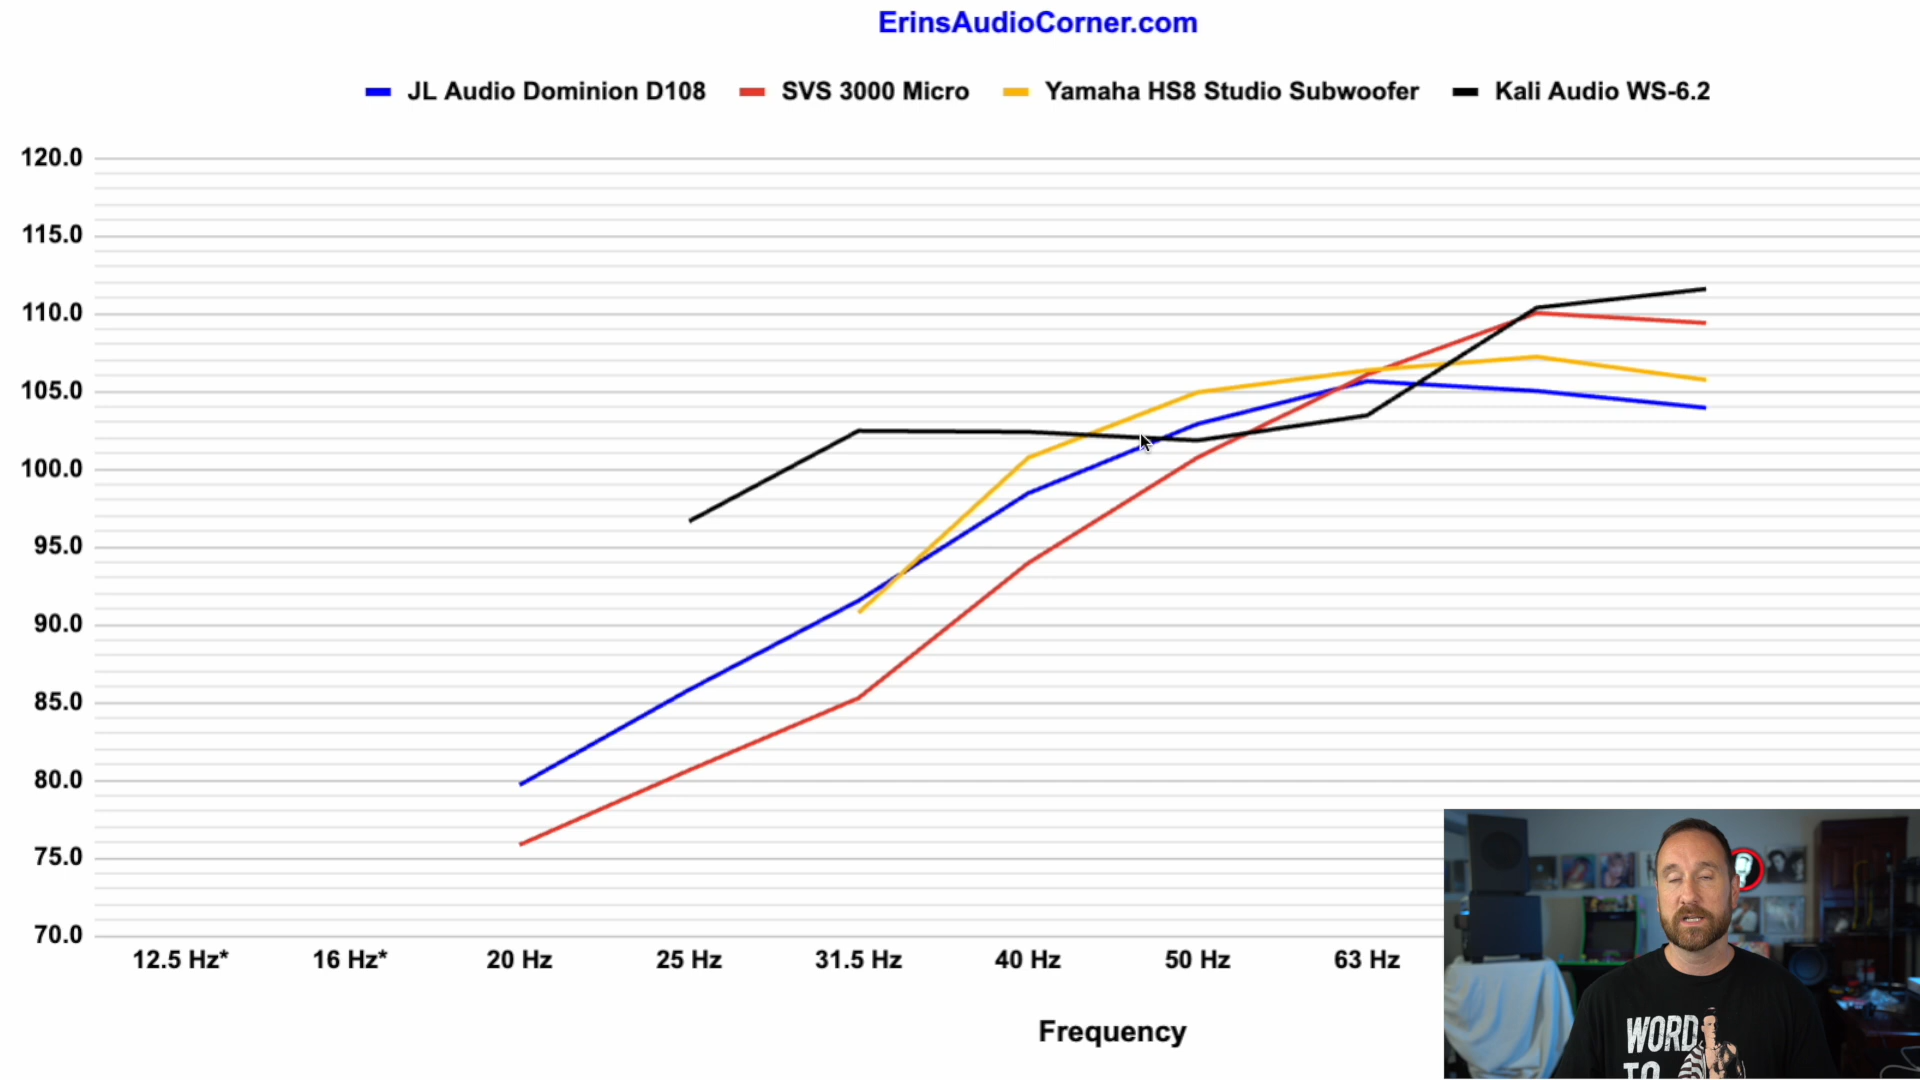 ErinsAudioCorner.com
JL Audio Dominion D108 SVS 3000 Micro Yamaha HS8 Studio Subwoofer Kali Audio WS-6.2
120.0
115.0
110.0
105.0
100.0
95.0
90.0
85.0
80.0
75.0
70.0
12.5 Hz* 16 Hz* 20 Hz 25 Hz 31.5 Hz 40 Hz 50 Hz 63 Hz
Frequency
WORD
TO